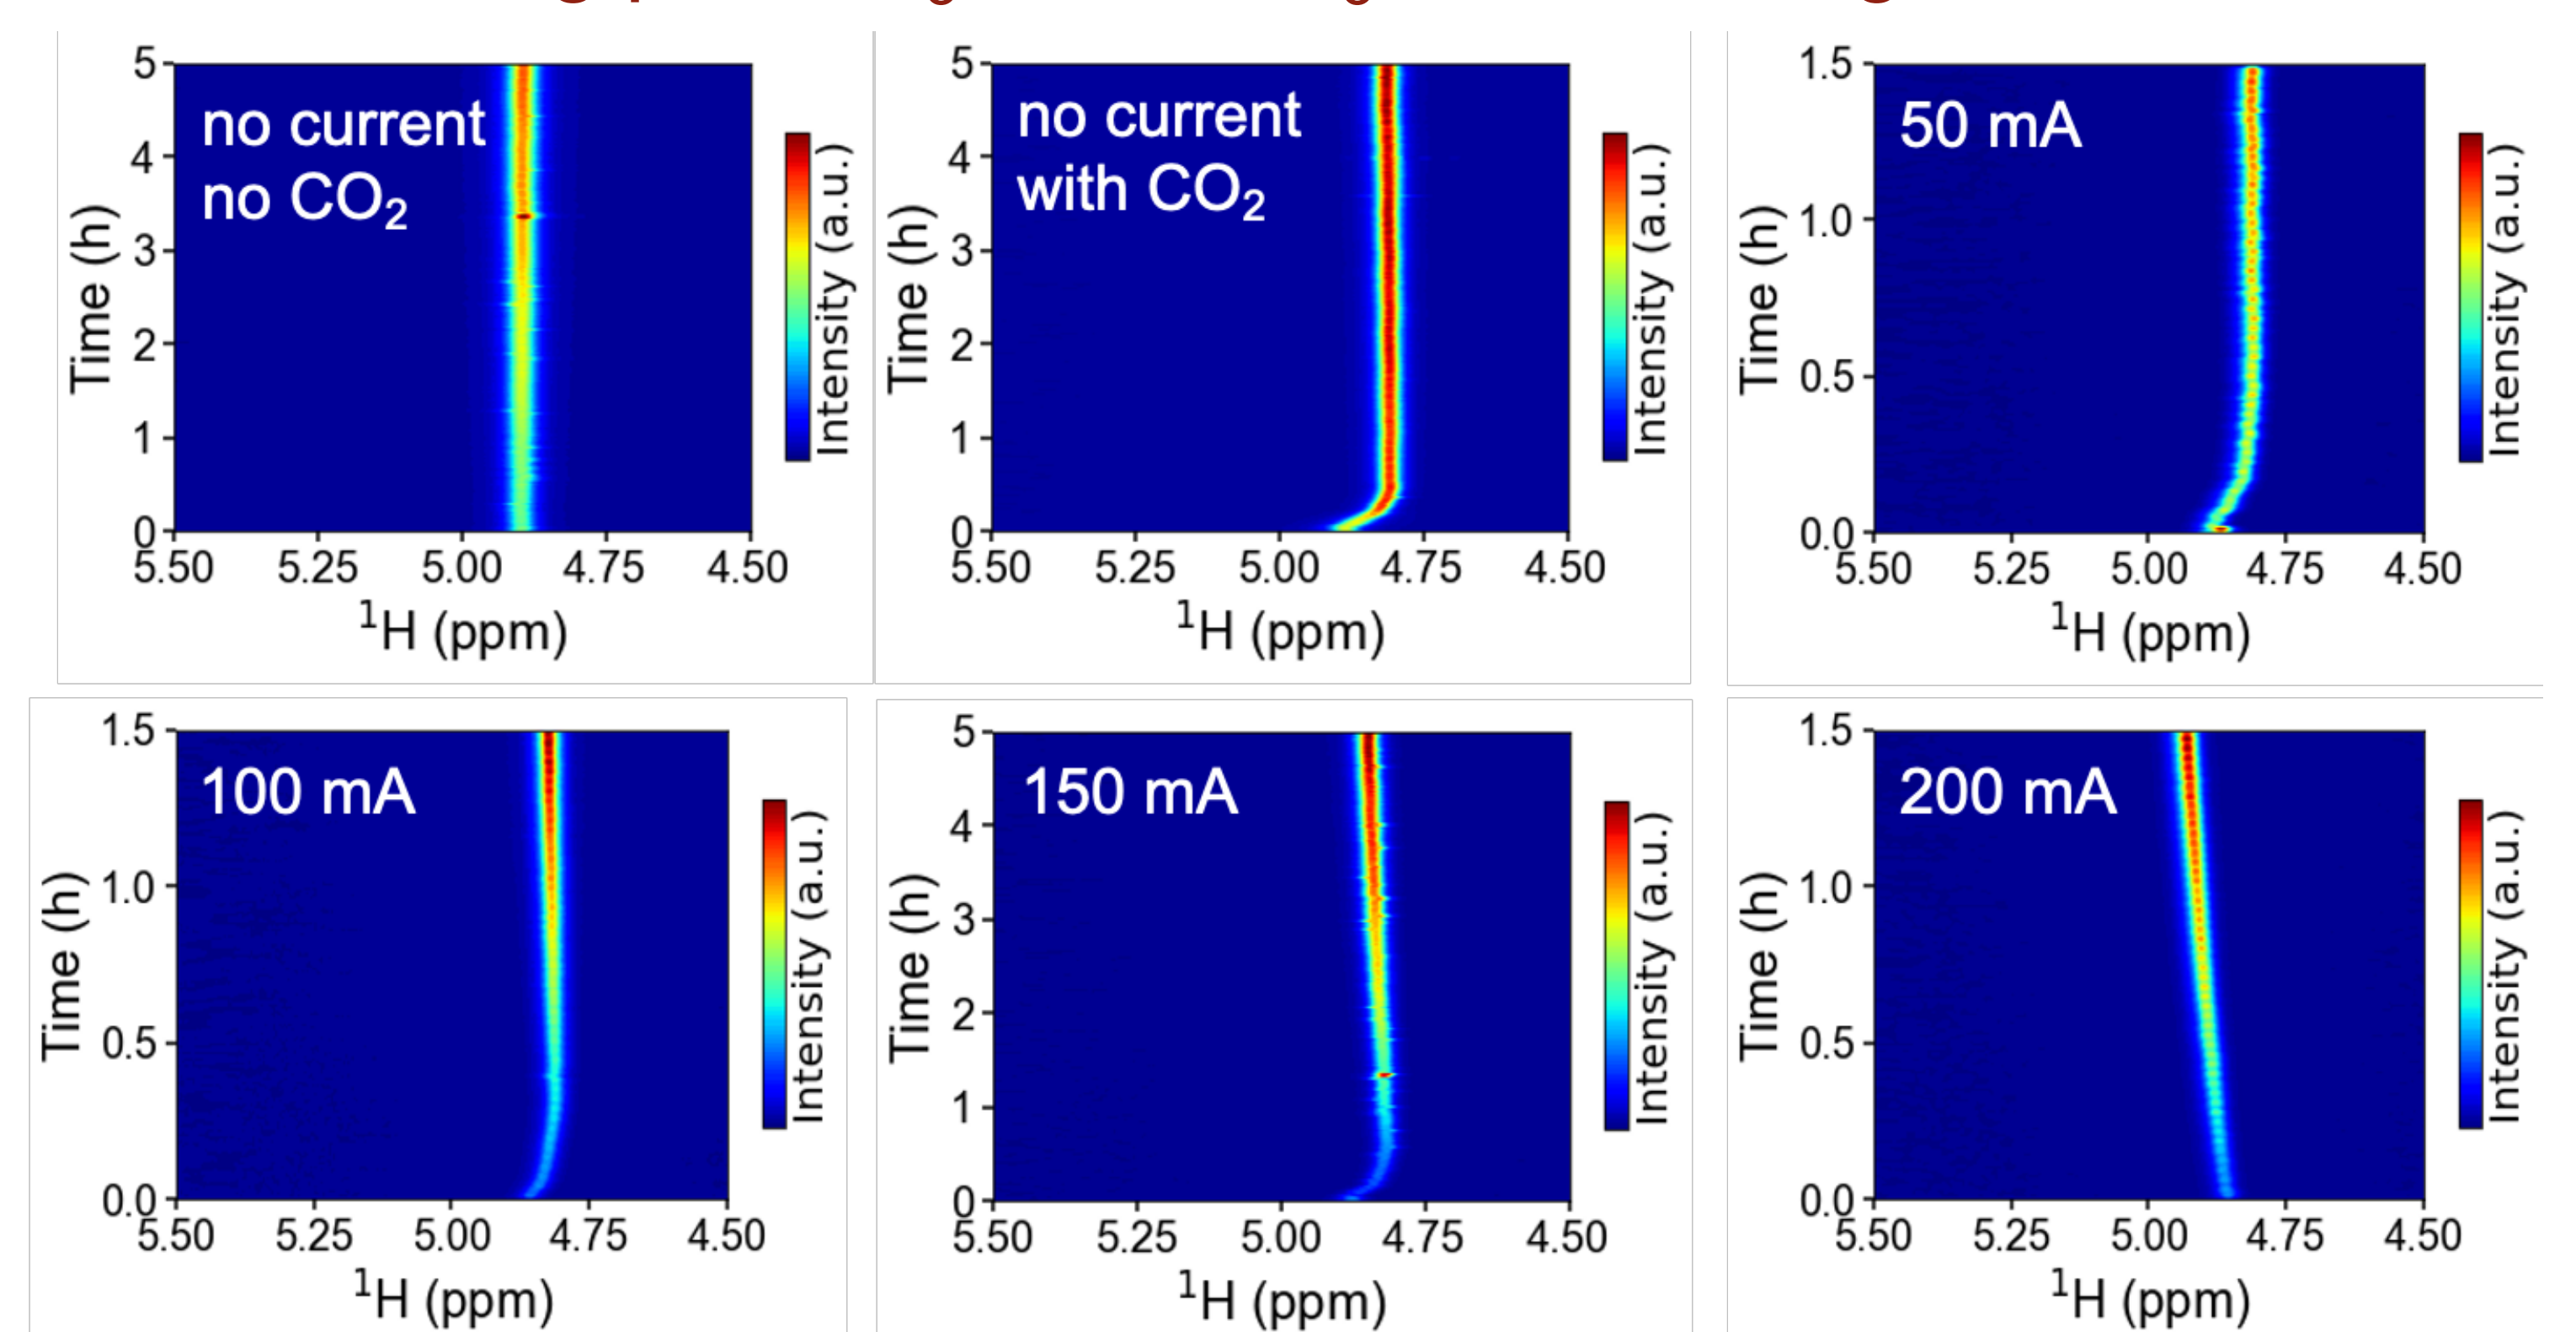 no current
no CO₂
5
4
3
2
1
0
5.50 5.25 5.00 4.75 4.50
Time (h)
¹H (ppm)
Intensity (a.u.)
no current
with CO₂
5
4
3
2
1
0
5.50 5.25 5.00 4.75 4.50
Time (h)
¹H (ppm)
Intensity (a.u.)
50 mA
1.5
1.0
0.5
0.0
5.50 5.25 5.00 4.75 4.50
Time (h)
¹H (ppm)
Intensity (a.u.)
100 mA
1.5
1.0
0.5
0.0
5.50 5.25 5.00 4.75 4.50
Time (h)
¹H (ppm)
Intensity (a.u.)
150 mA
5
4
3
2
1
0
5.50 5.25 5.00 4.75 4.50
Time (h)
¹H (ppm)
Intensity (a.u.)
200 mA
1.5
1.0
0.5
0.0
5.50 5.25 5.00 4.75 4.50
Time (h)
¹H (ppm)
Intensity (a.u.)